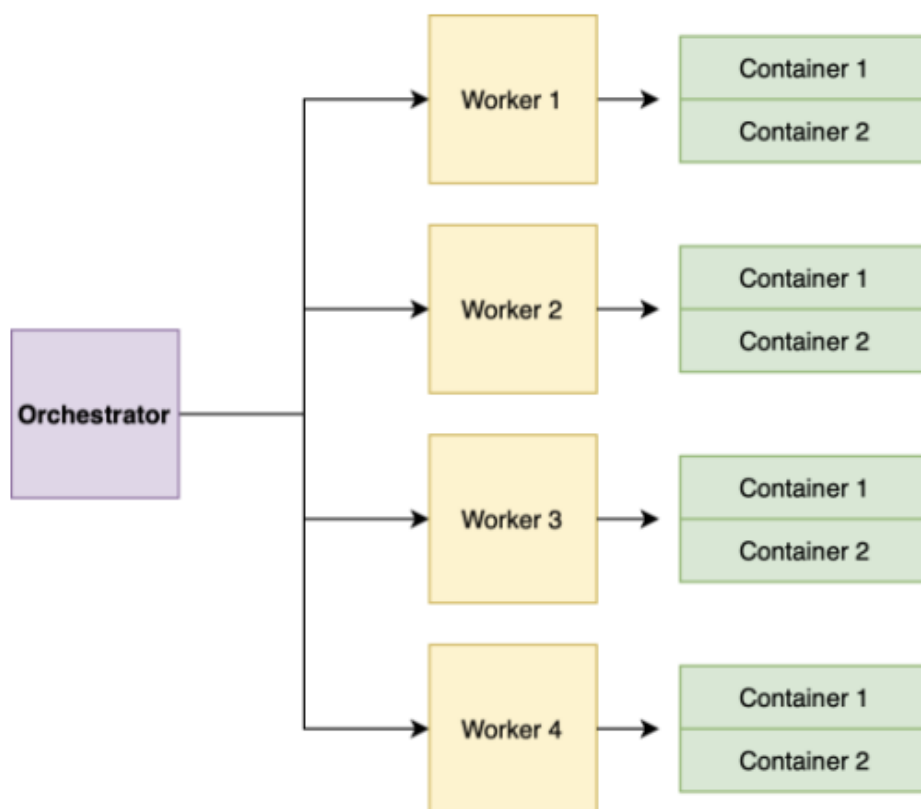 Worker 1
Container 1
Container 2
Worker 2
Container 1
Container 2
Orchestrator
Worker 3
Container 1
Container 2
Worker 4
Container 1
Container 2